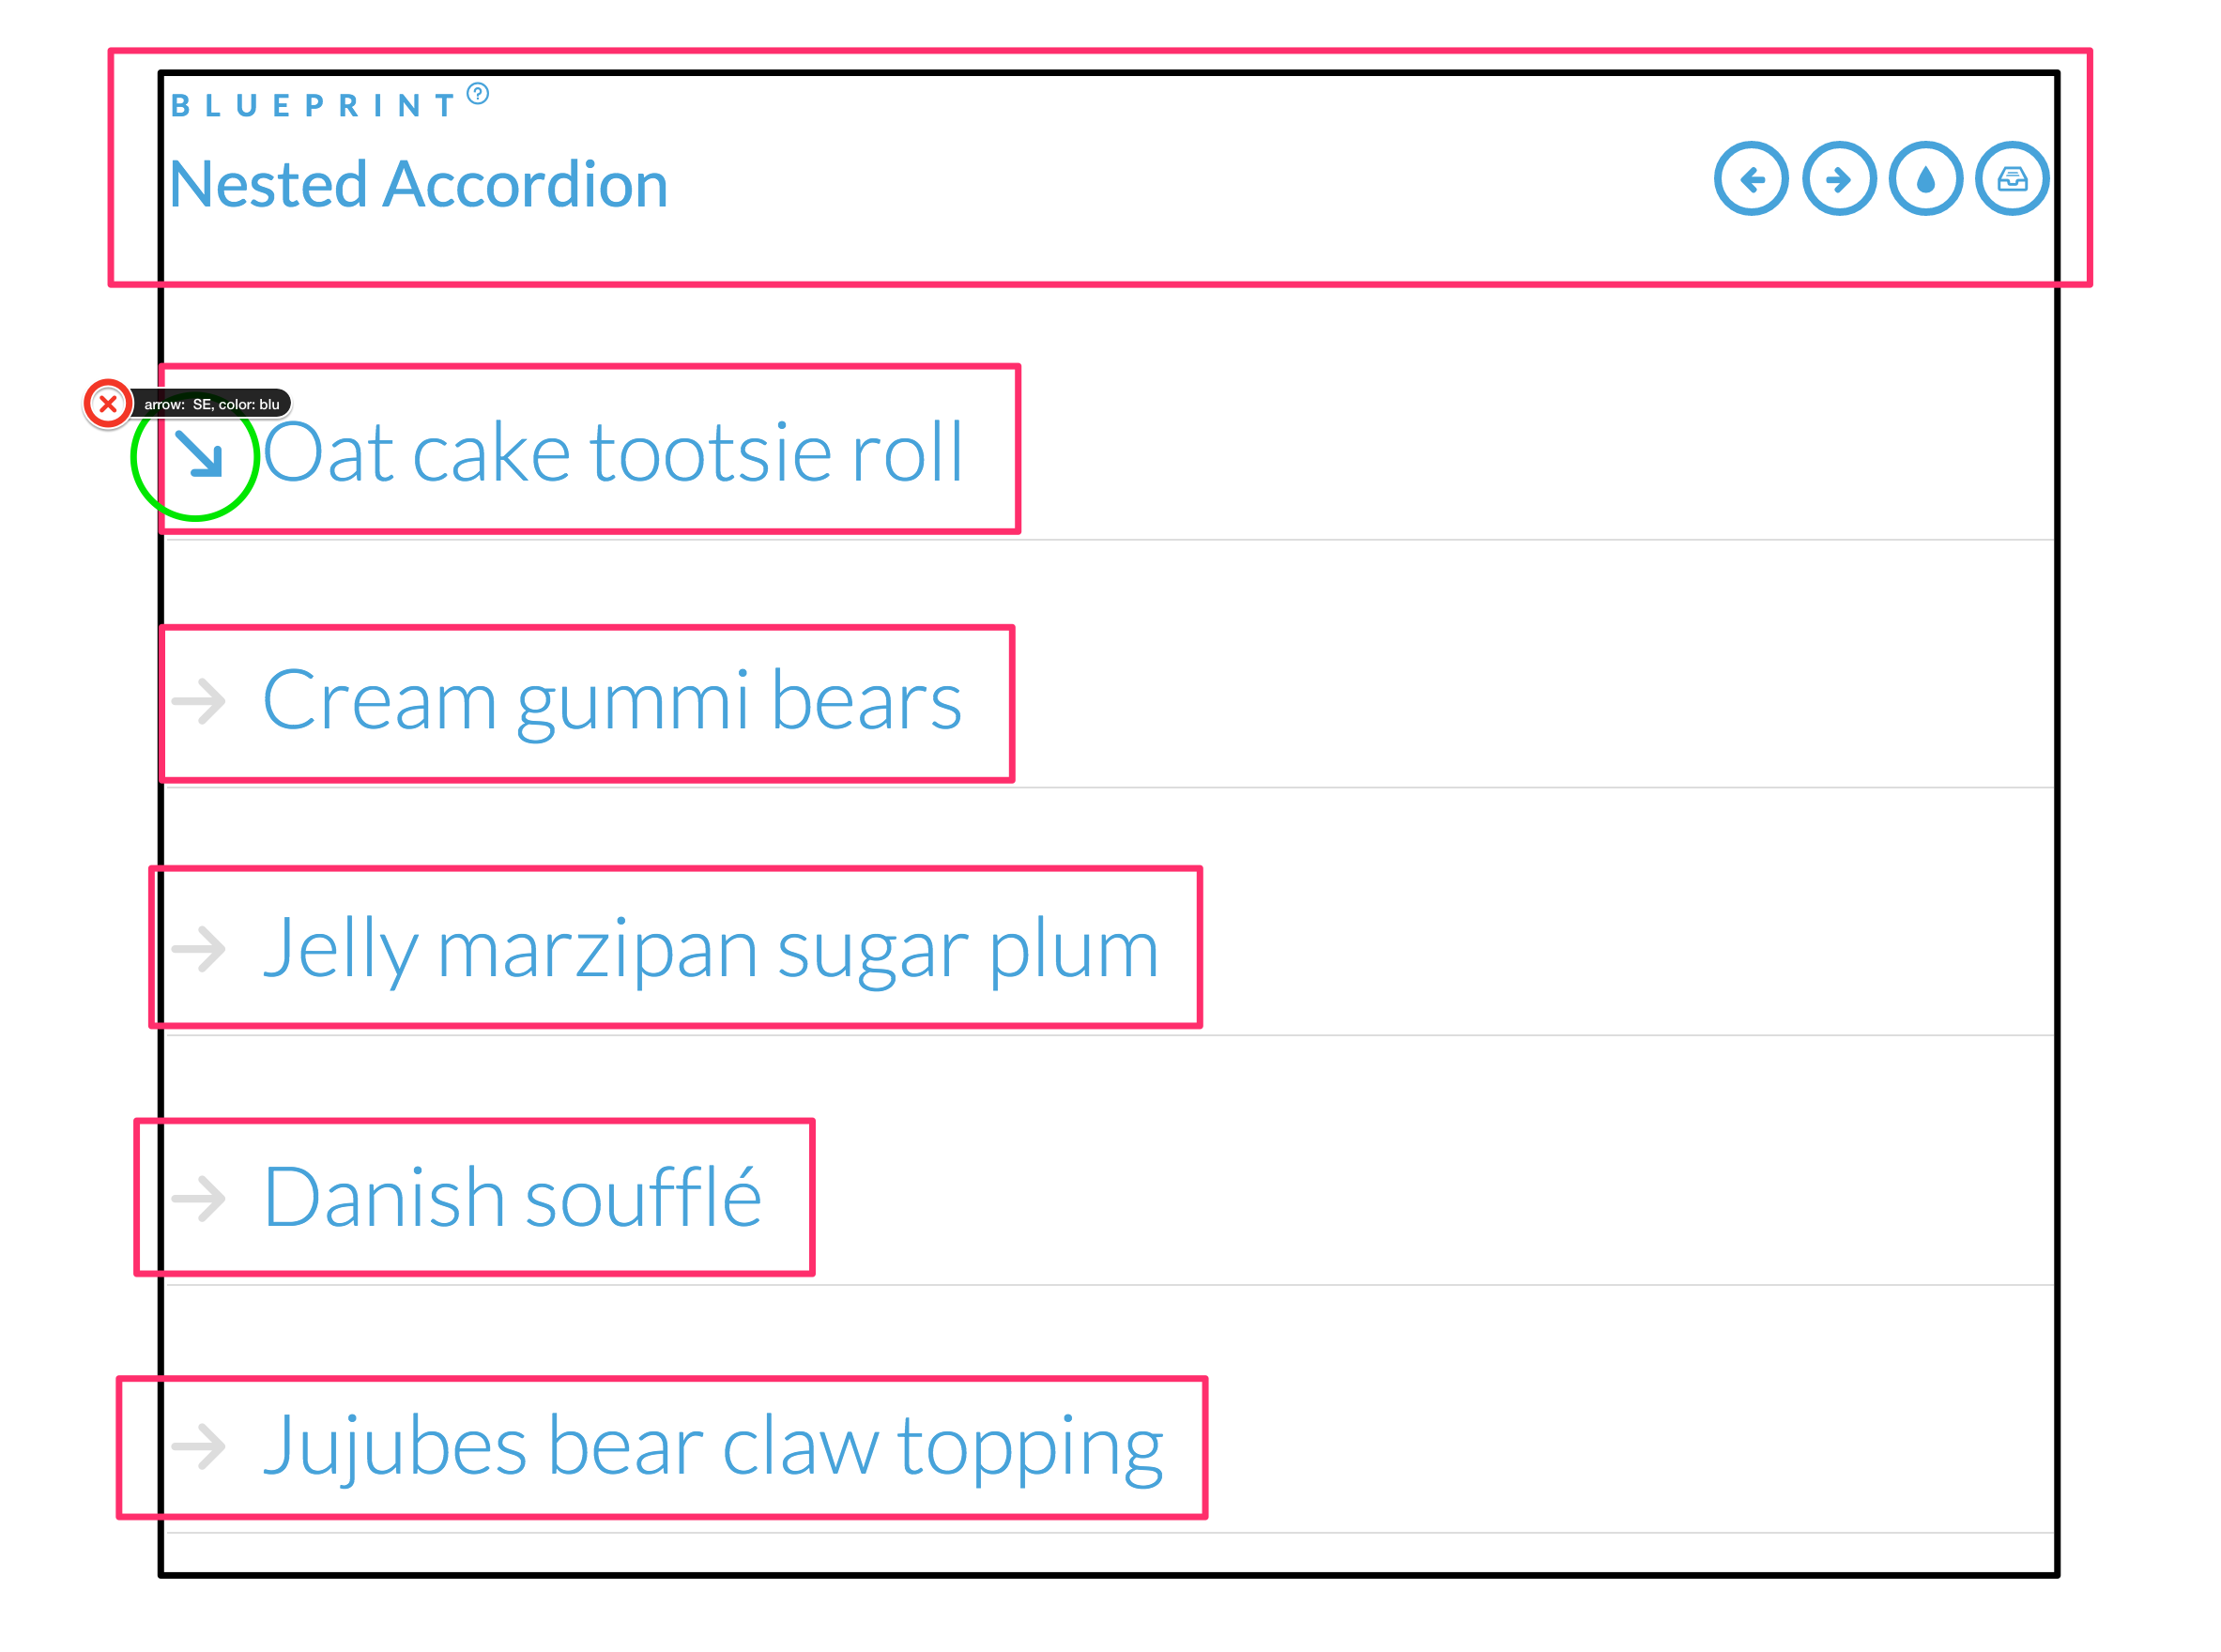 BLUEPRINT ?
Nested Accordion
arrow: SE, color: blu
Oat cake tootsie roll
Cream gummi bears
Jelly marzipan sugar plum
Danish soufflé
Jujubes bear claw topping